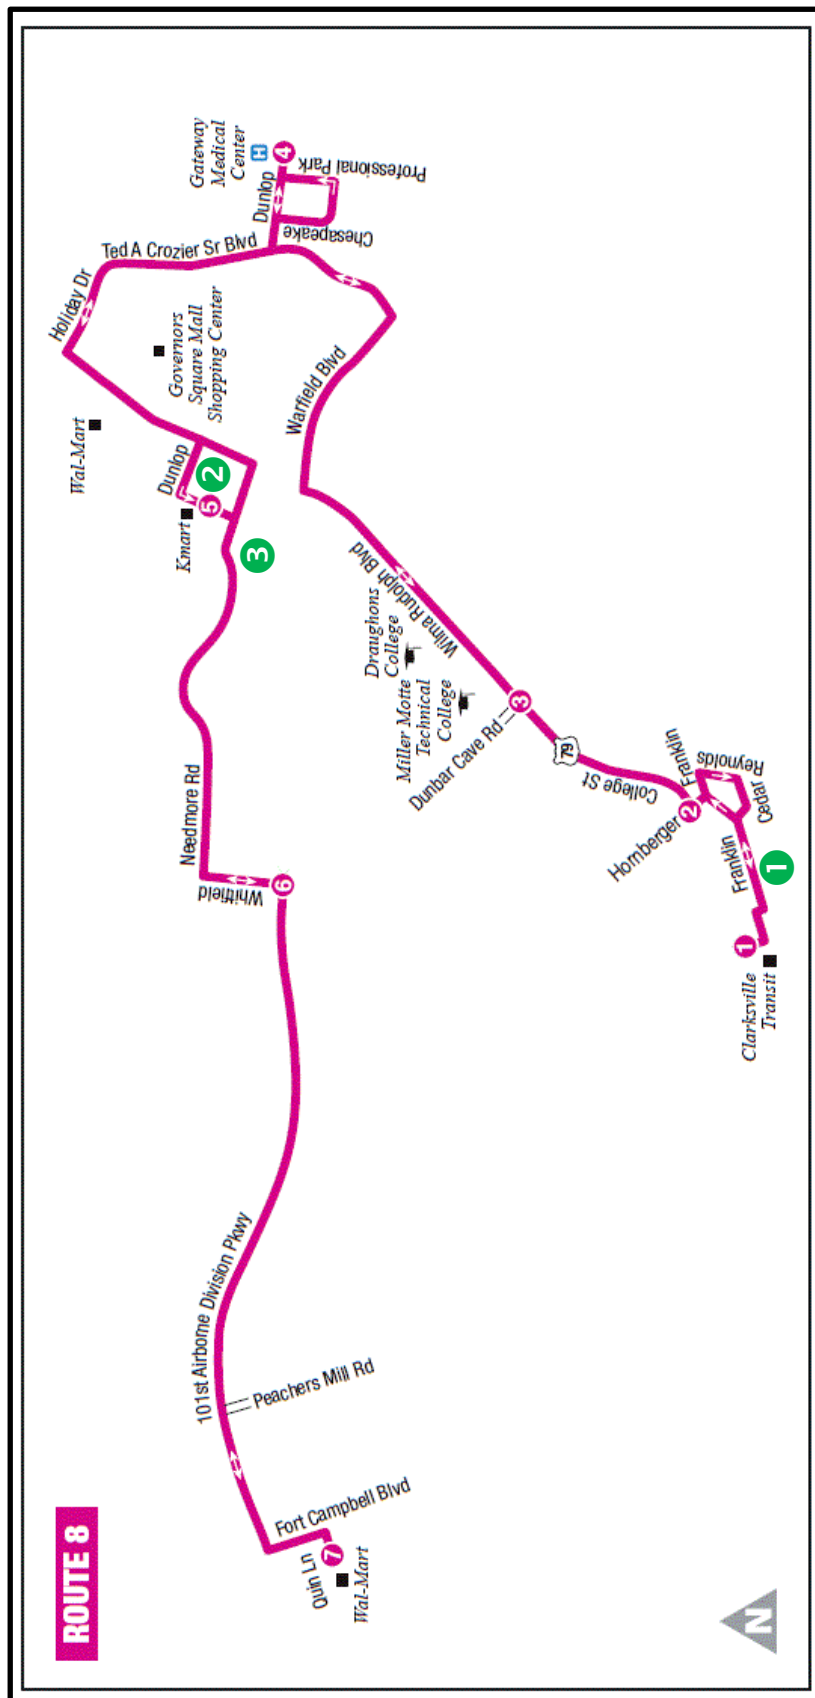 ROUTE 8
Wal-Mart
Holiday Dr
Ted A Crozier Sr Blvd
Gateway
Medical
Center
H
4
Dunlop
Professional Park
Chesapeake
Governors
Square Mall
Shopping Center
Dunlop
2
Kmart
5
3
Warfield Blvd
Needmore Rd
Whitfield
6
Wilma Rudolph Blvd
Draughons
College
Miller Motte
Technical
College
Dunbar Cave Rd
3
79
College St
101st Airborne Division Pkwy
Peachers Mill Rd
Fort Campbell Blvd
Quin Ln
7
Wal-Mart
Hornberger
2
Franklin
Reynolds
Cedar
Franklin
1
1
Clarksville
Transit
N